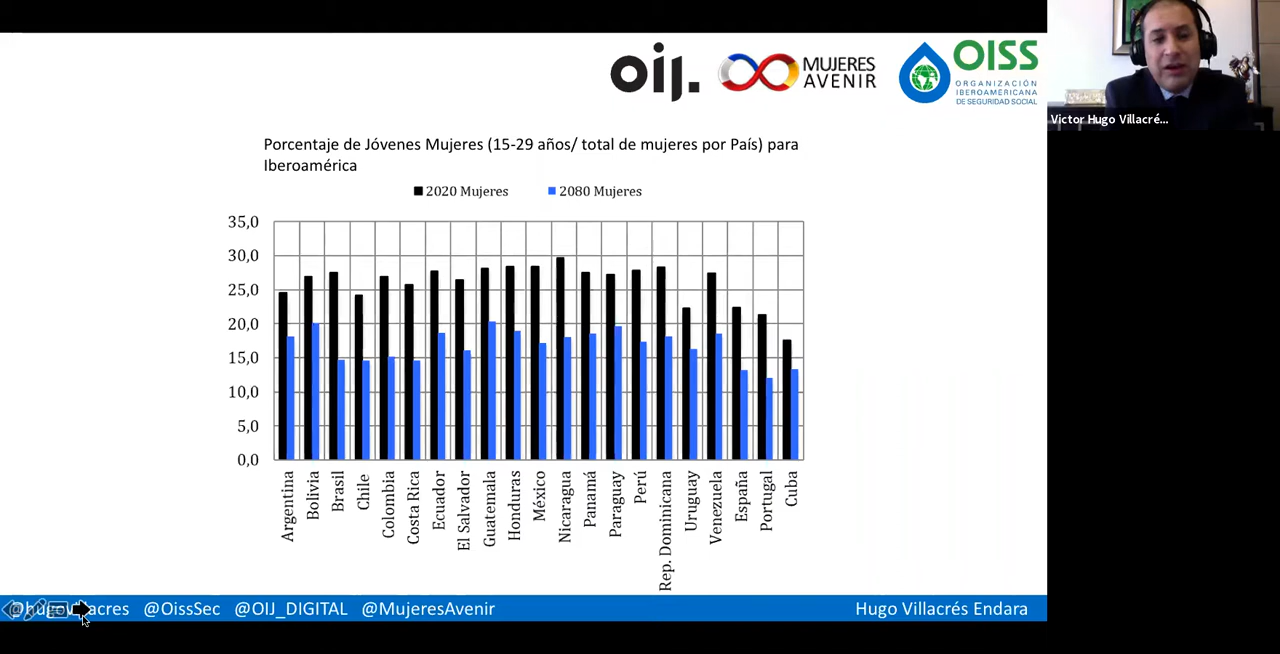 oij.
MUJERES
AVENIR
OISS
ORGANIZACIÓN
IBEROAMERICANA
DE SEGURIDAD SOCIAL
Victor Hugo Villacré...
Porcentaje de Jóvenes Mujeres (15-29 años/ total de mujeres por País) para
Iberoamérica
2020 Mujeres
2080 Mujeres
35,0
30,0
25,0
20,0
15,0
10,0
5,0
0,0
Argentina
Bolivia
Brasil
Chile
Colombia
Costa Rica
Ecuador
El Salvador
Guatemala
Honduras
México
Nicaragua
Panamá
Paraguay
Perú
Rep. Dominicana
Uruguay
Venezuela
España
Portugal
Cuba
@hugovillacres @OissSec @OIJ_DIGITAL @MujeresAvenir
Hugo Villacrés Endara